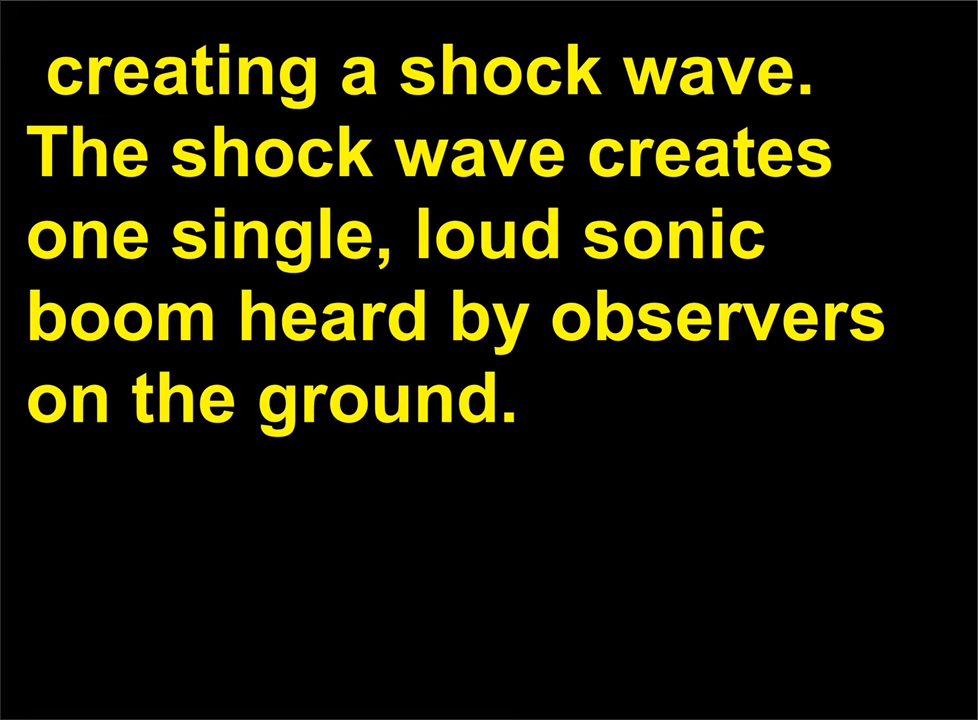 creating a shock wave.
The shock wave creates
one single, loud sonic
boom heard by observers
on the ground.